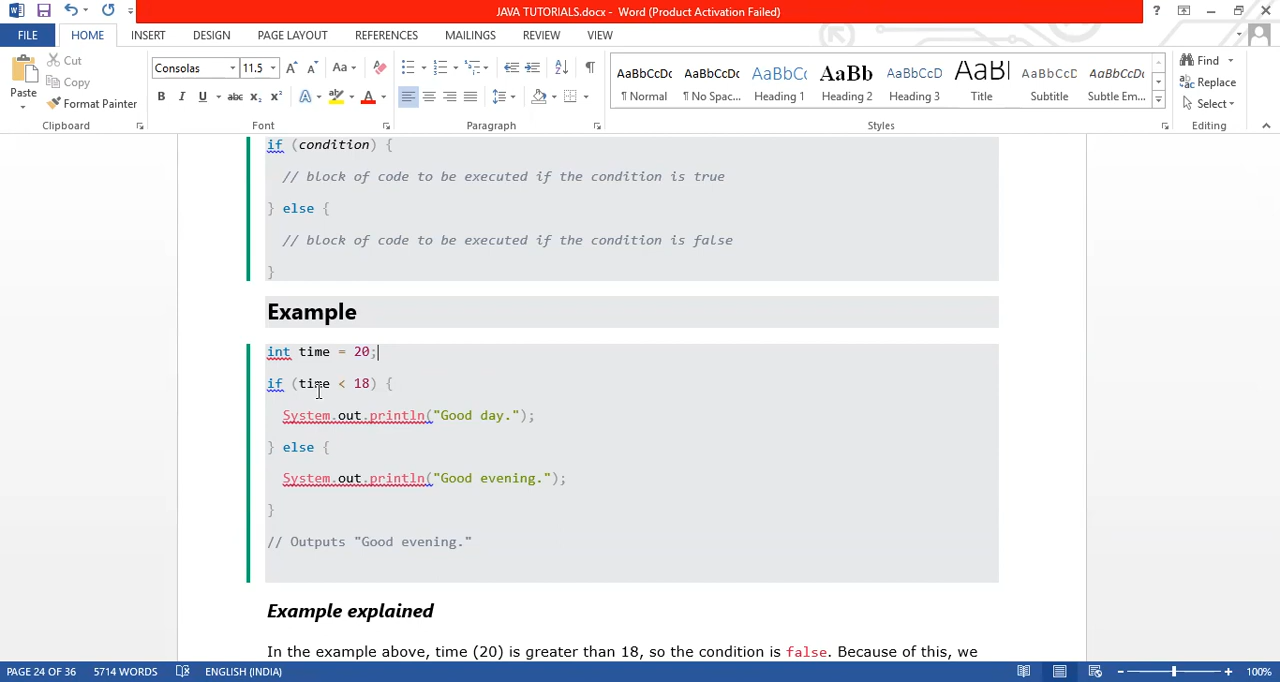 JAVA TUTORIALS.docx - Word (Product Activation Failed)
FILE HOME INSERT DESIGN PAGE LAYOUT REFERENCES MAILINGS REVIEW VIEW
Paste
Cut
Copy
Format Painter
Clipboard
Consolas 11.5
Font
Paragraph
AaBbCcDc AaBbCcDc AaBbCc AaBb AaBbCcD AaBl AaBbCcD AaBbCcDc
¶ Normal ¶ No Spac... Heading 1 Heading 2 Heading 3 Title Subtitle Subtle Em...
Styles
Find
Replace
Select
Editing
if (condition) {
// block of code to be executed if the condition is true
} else {
// block of code to be executed if the condition is false
}
Example
int time = 20;
if (time < 18) {
System.out.println("Good day.");
} else {
System.out.println("Good evening.");
}
// Outputs "Good evening."
Example explained
In the example above, time (20) is greater than 18, so the condition is false. Because of this, we
PAGE 24 OF 36 5714 WORDS ENGLISH (INDIA) 100%